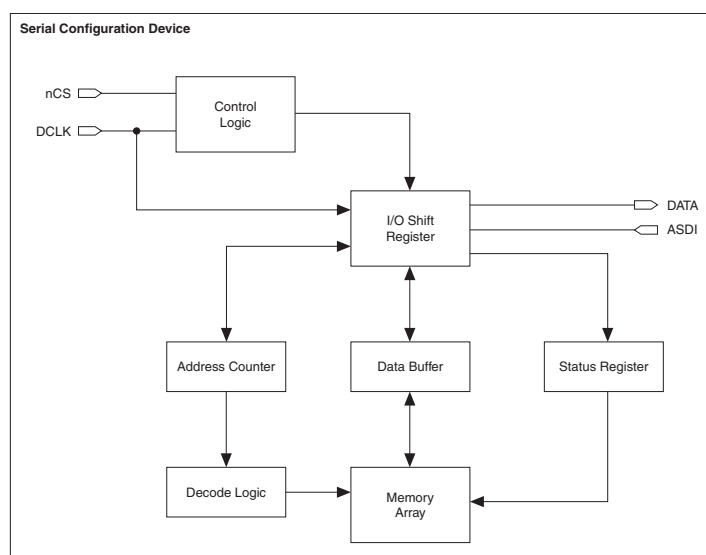 Serial Configuration Device
nCS
DCLK
Control
Logic
I/O Shift
Register
DATA
ASDI
Address Counter
Data Buffer
Status Register
Decode Logic
Memory
Array